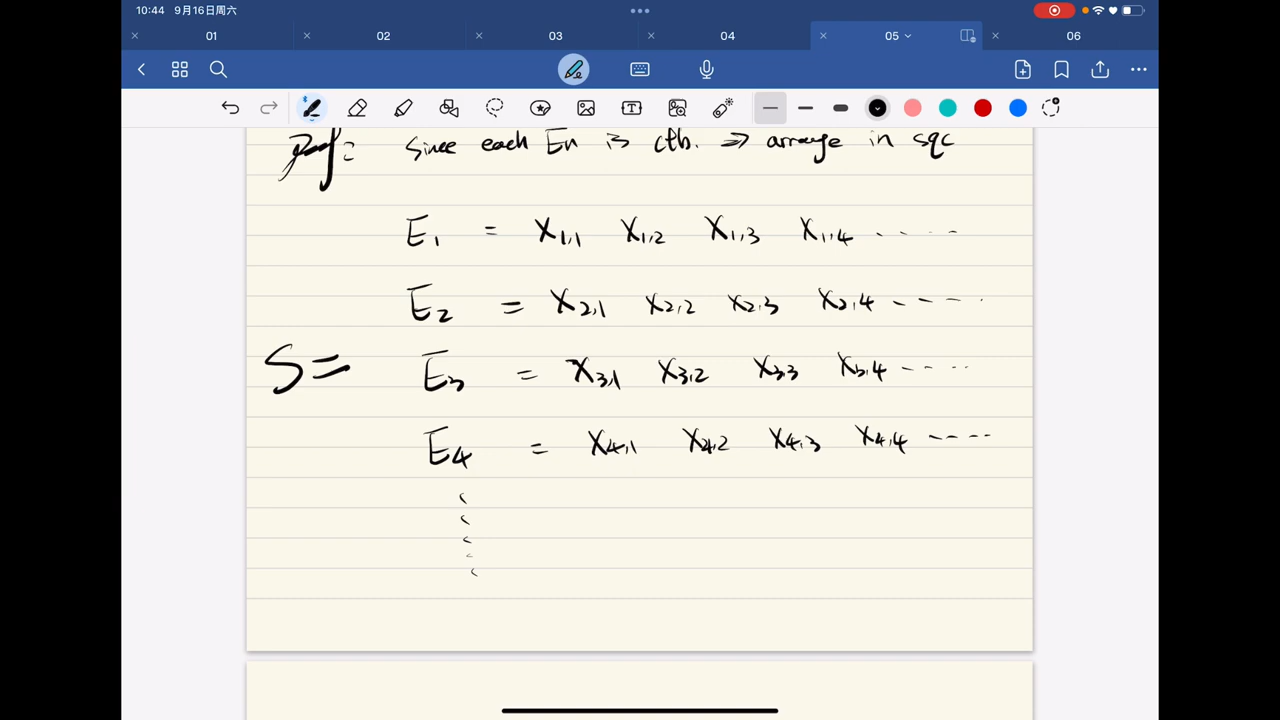 10:44 9月16日周六
01 02 03 04 05 06
Proof: since each En is ctb. ⇒ arrange in sqc
E₁ = X₁,₁ X₁,₂ X₁,₃ X₁,₄ .....
E₂ = X₂,₁ X₂,₂ X₂,₃ X₂,₄ -----
S = E₃ = X₃,₁ X₃,₂ X₃,₃ X₃,₄ .....
E₄ = X₄,₁ X₄,₂ X₄,₃ X₄,₄ ----